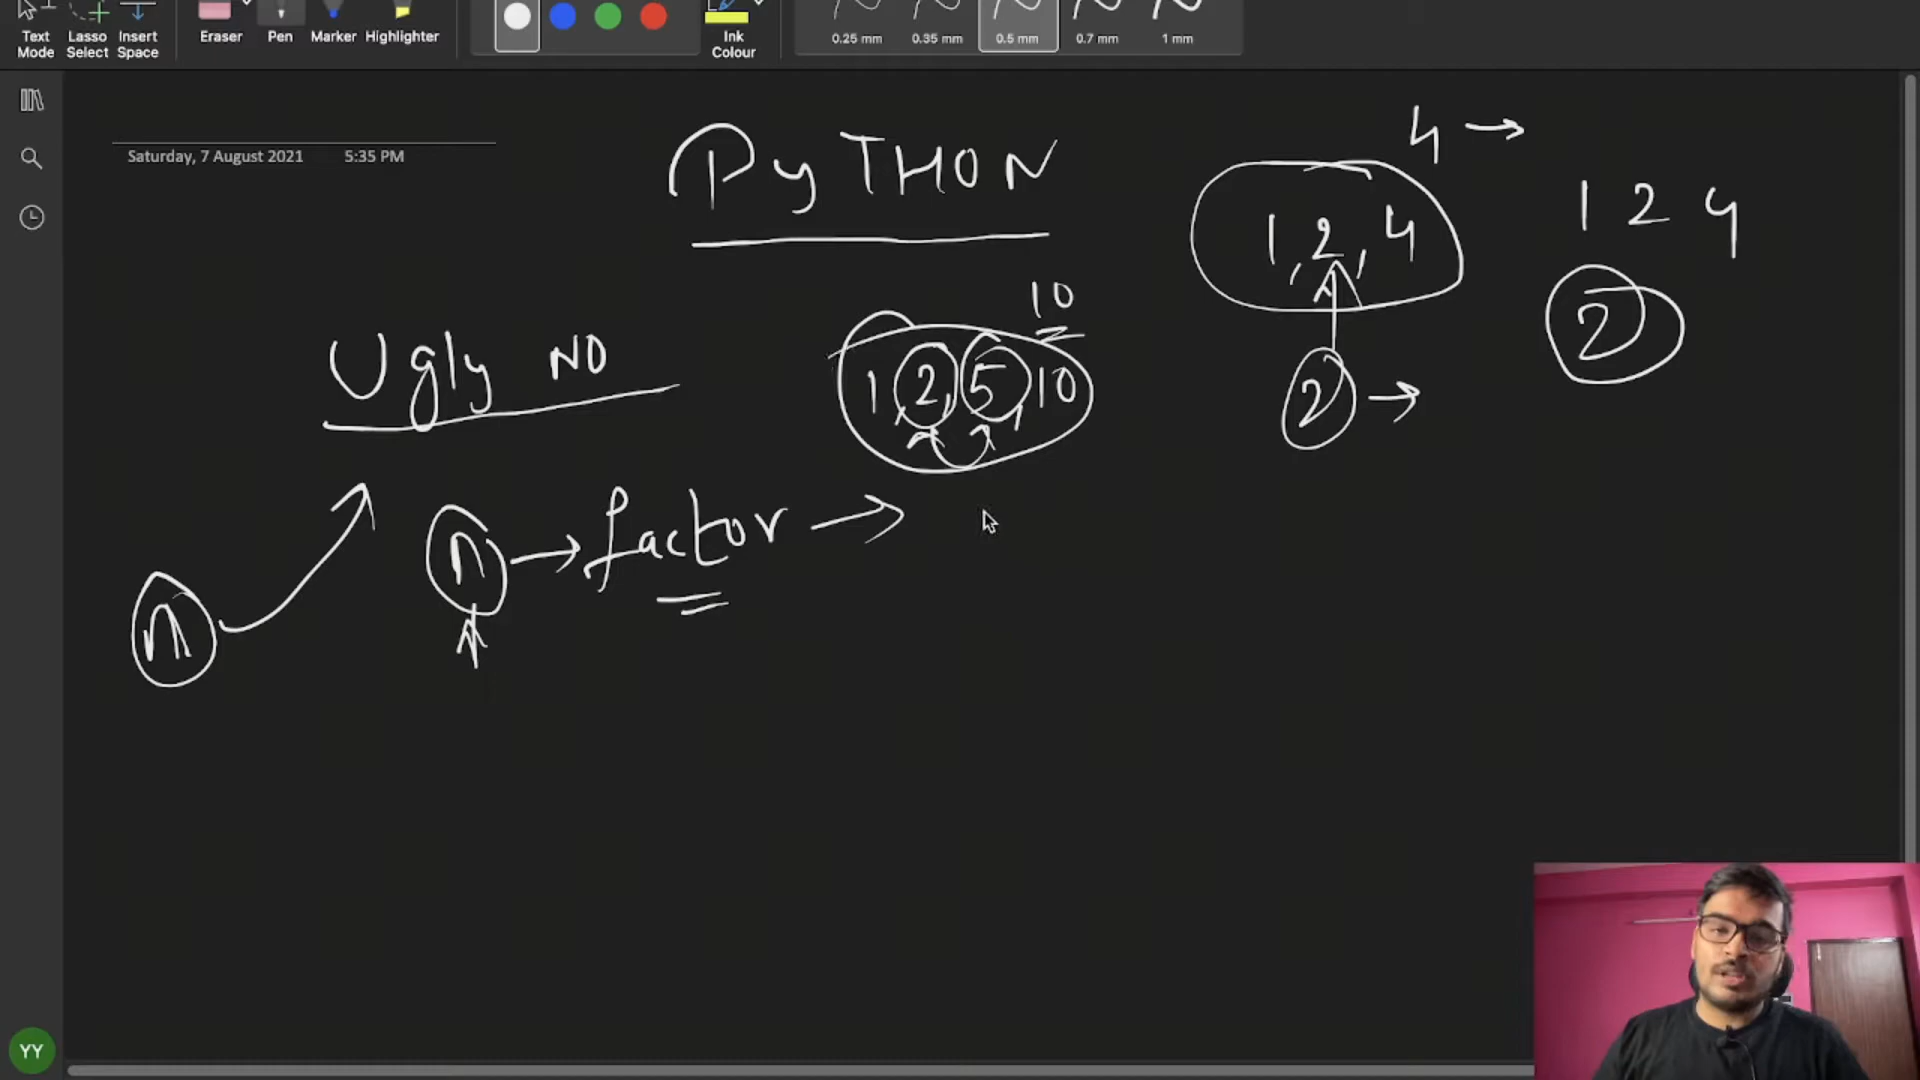 Text Mode
Lasso Select
Insert Space
Eraser
Pen
Marker
Highlighter
Ink Colour
0.25 mm
0.35 mm
0.5 mm
0.7 mm
1 mm
Saturday, 7 August 2021 5:35 PM
PyTHON
4 →
1, 2, 4
1 2 4
2
2 →
10
1, 2, 5, 10
Ugly NO
n → factor →
n
YY